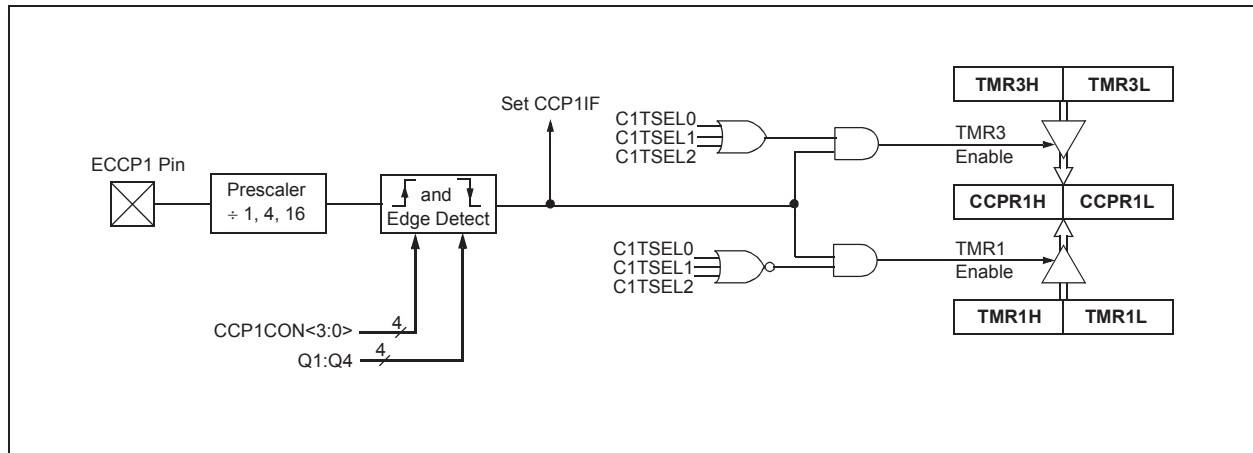 ECCP1 Pin
Prescaler
÷ 1, 4, 16
and
Edge Detect
CCP1CON<3:0>
4
Q1:Q4
4
Set CCP1IF
C1TSEL0
C1TSEL1
C1TSEL2
C1TSEL0
C1TSEL1
C1TSEL2
TMR3H TMR3L
TMR3
Enable
CCPR1H CCPR1L
TMR1
Enable
TMR1H TMR1L